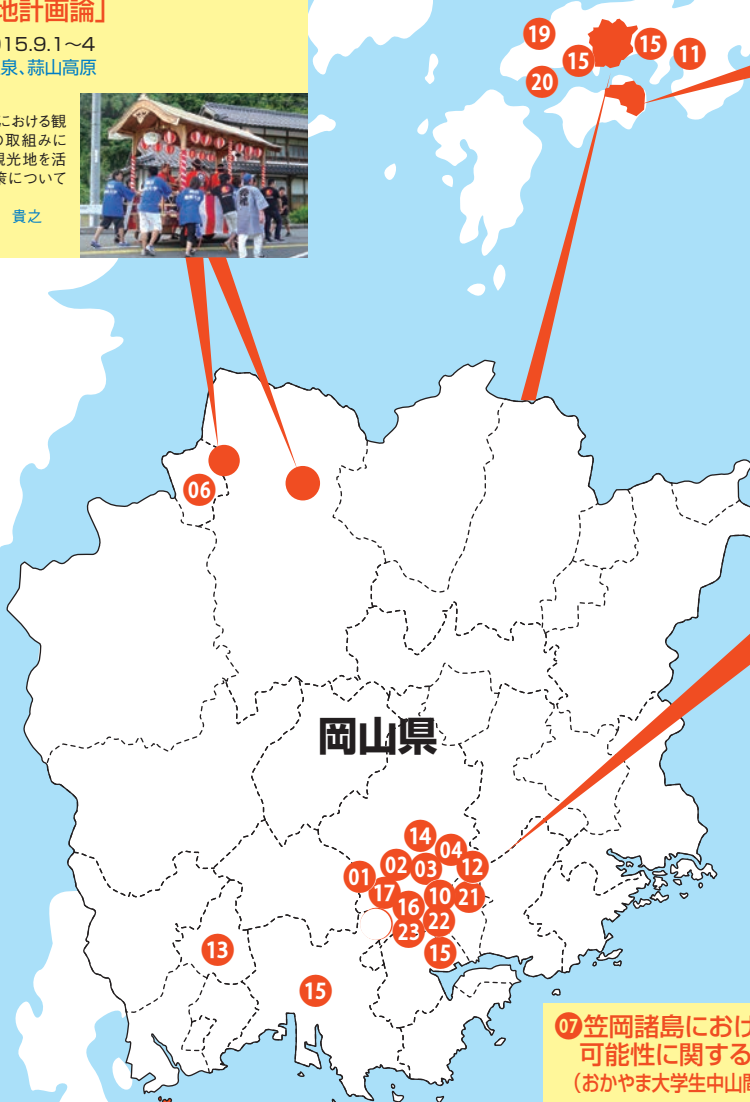 地計画論」
015.9.1〜4
泉、蒜山高原
における観
の取組みに
観光地を活
策について
貴之
19
15
15
11
20
06
岡山県
14
04
02
03
12
01
17
10
21
16
22
23
15
13
15
07 笠岡諸島におけ
可能性に関する
（おかやま大学生中山間